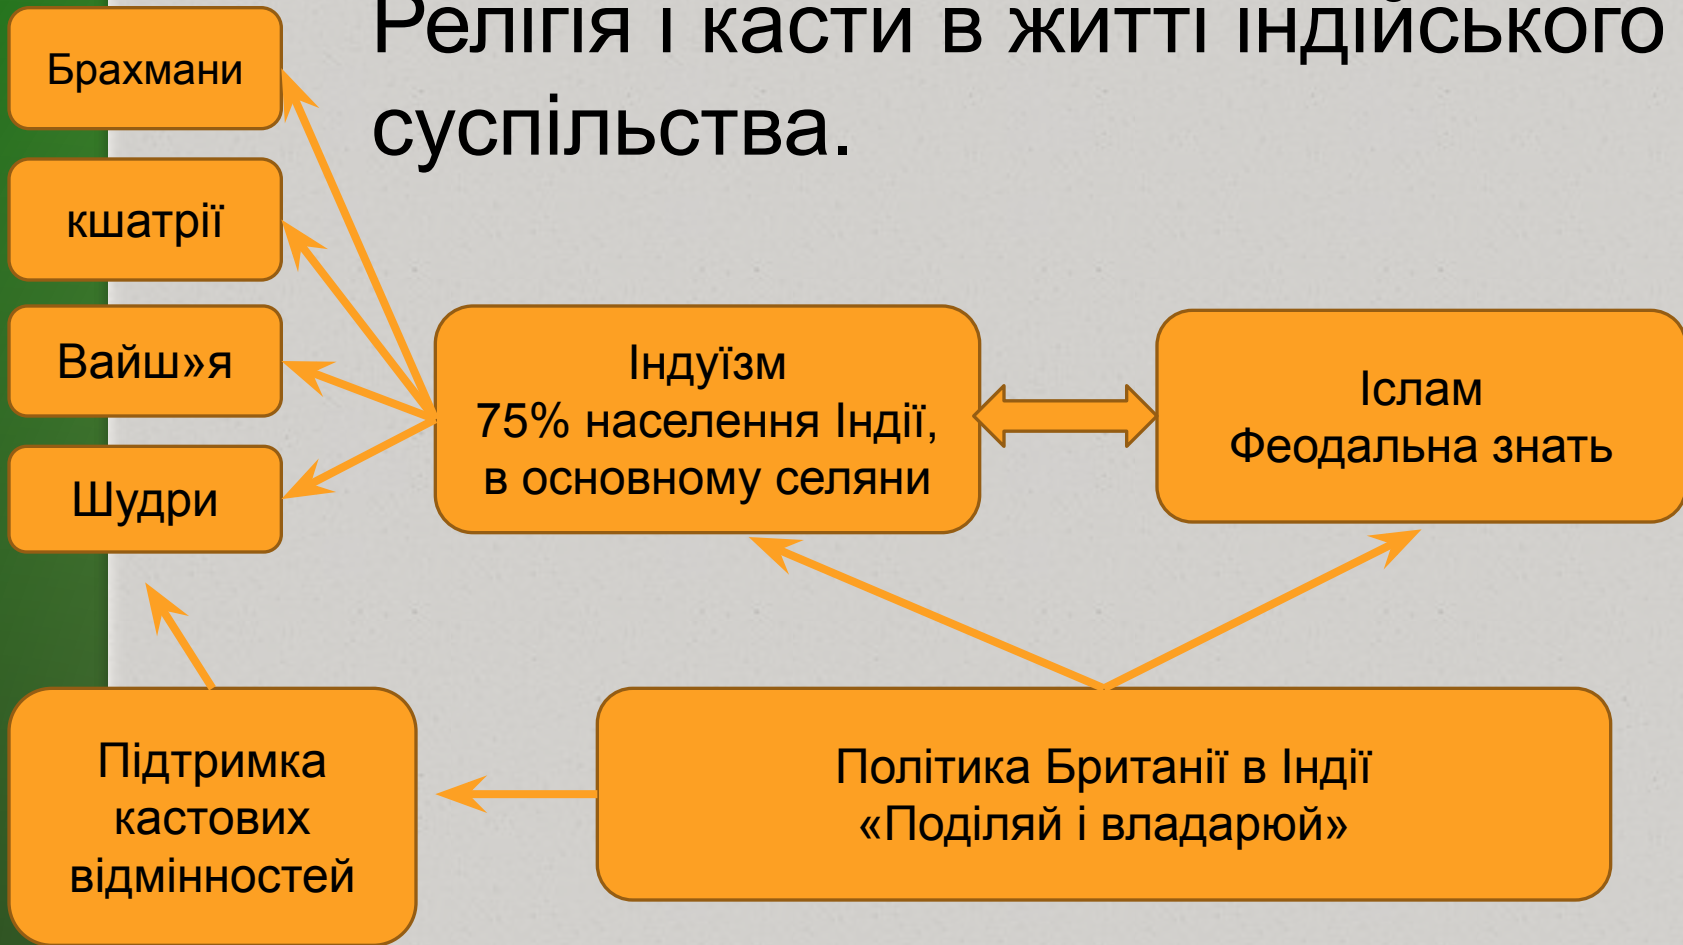 Релігія і касти в житті індійського
суспільства.
Брахмани
кшатрії
Вайш»я
Шудри
Індуїзм
75% населення Індії,
в основному селяни
Іслам
Феодальна знать
Підтримка
кастових
відмінностей
Політика Британії в Індії
«Поділяй і владарюй»